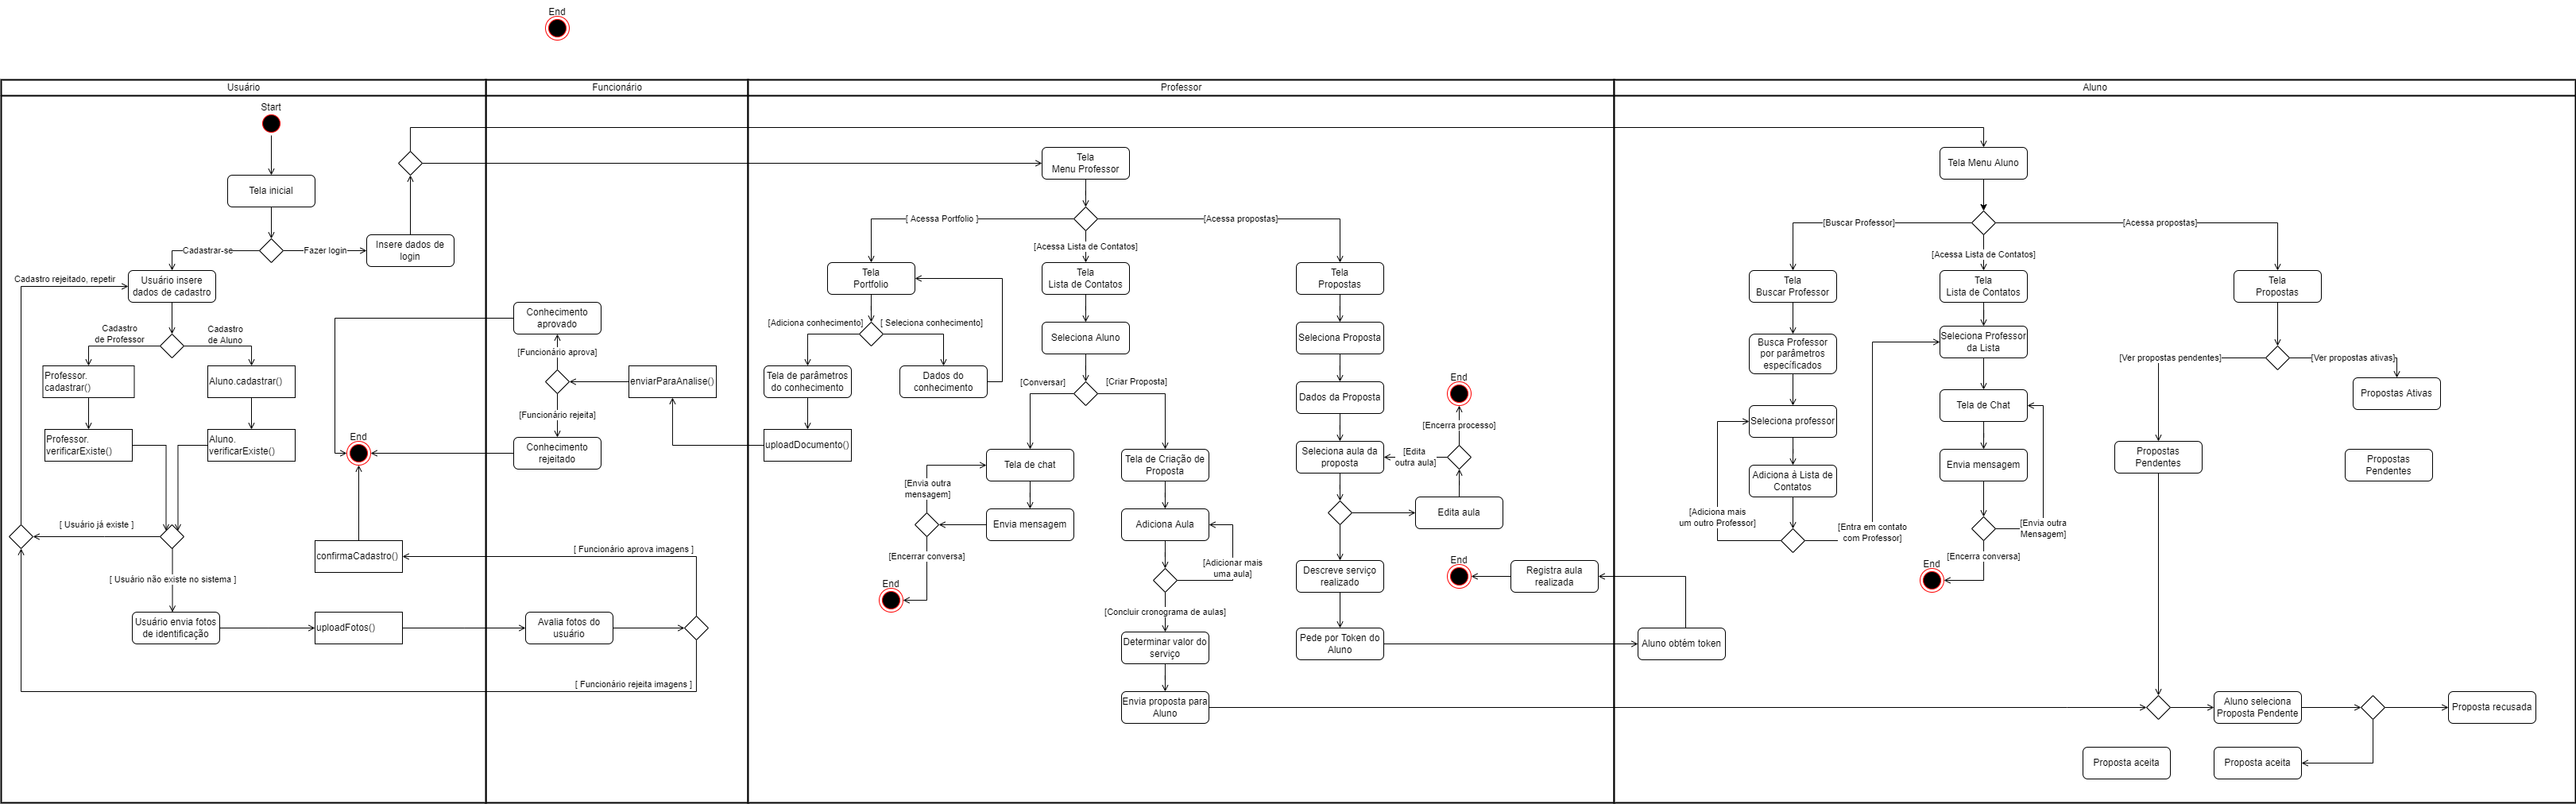 End
Usuário
Funcionário
Professor
Aluno
Start
Tela inicial
Cadastrar-se
Fazer login
Insere dados de
login
Cadastro rejeitado, repetir
Usuário insere
dados de cadastro
Cadastro
de Professor
Cadastro
de Aluno
Professor.
cadastrar()
Aluno.cadastrar()
Professor.
verificarExiste()
Aluno.
verificarExiste()
End
[ Usuário já existe ]
[ Usuário não existe no sistema ]
confirmaCadastro()
Usuário envia fotos
de identificação
uploadFotos()
Conhecimento
aprovado
[Funcionário aprova]
enviarParaAnalise()
[Funcionário rejeita]
Conhecimento
rejeitado
[ Funcionário aprova imagens ]
Avalia fotos do
usuário
[ Funcionário rejeita imagens ]
Tela
Menu Professor
[ Acessa Portfolio ]
[Acessa propostas]
[Acessa Lista de Contatos]
Tela
Portfolio
Tela
Lista de Contatos
Tela
Propostas
[Adiciona conhecimento]
[ Seleciona conhecimento]
Seleciona Aluno
Seleciona Proposta
Tela de parâmetros
do conhecimento
Dados do
conhecimento
[Conversar]
[Criar Proposta]
Dados da Proposta
End
[Encerra processo]
uploadDocumento()
Tela de chat
Tela de Criação de
Proposta
Seleciona aula da
proposta
[Edita
outra aula]
[Envia outra
mensagem]
Envia mensagem
Adiciona Aula
Edita aula
[Encerrar conversa]
End
[Adicionar mais
uma aula]
Descreve serviço
realizado
End
Registra aula
realizada
[Concluir cronograma de aulas]
Determinar valor do
serviço
Pede por Token do
Aluno
Envia proposta para
Aluno
Tela Menu Aluno
[Buscar Professor]
[Acessa propostas]
[Acessa Lista de Contatos]
Tela
Buscar Professor
Tela
Lista de Contatos
Tela
Propostas
Busca Professor
por parâmetros
específicados
Seleciona Professor
da Lista
[Ver propostas pendentes]
[Ver propostas ativas]
Seleciona professor
Tela de Chat
Propostas Ativas
Adiciona á Lista de
Contatos
Envia mensagem
Propostas
Pendentes
Propostas
Pendentes
[Adiciona mais
um outro Professor]
[Entra em contato
com Professor]
[Envia outra
Mensagem]
[Encerra conversa]
End
Aluno obtém token
Aluno seleciona
Proposta Pendente
Proposta recusada
Proposta aceita
Proposta aceita